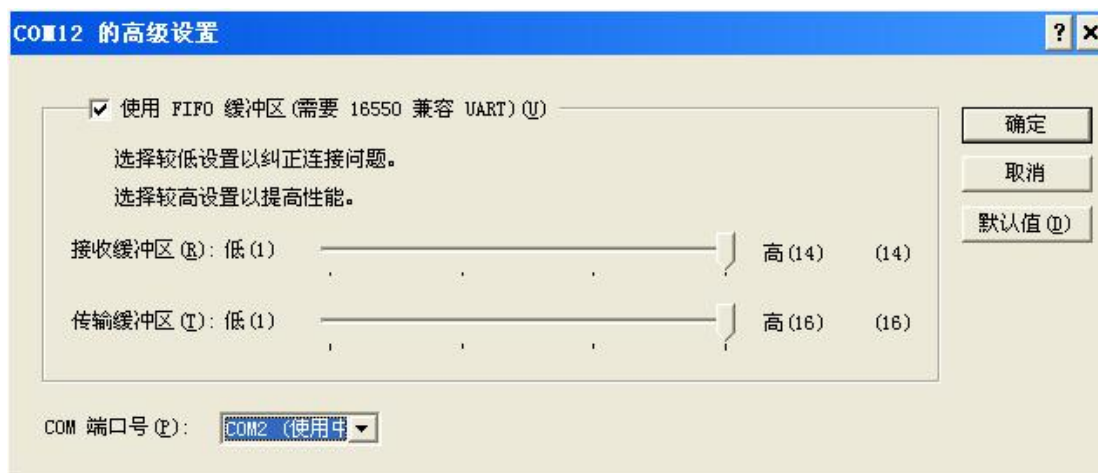 COM12 的高级设置
使用 FIFO 缓冲区(需要 16550 兼容 UART)(U)
确定
选择较低设置以纠正连接问题。
取消
选择较高设置以提高性能。
默认值(D)
接收缓冲区(R): 低(1) 高(14) (14)
传输缓冲区(T): 低(1) 高(16) (16)
COM 端口号(P): COM2 (使用中